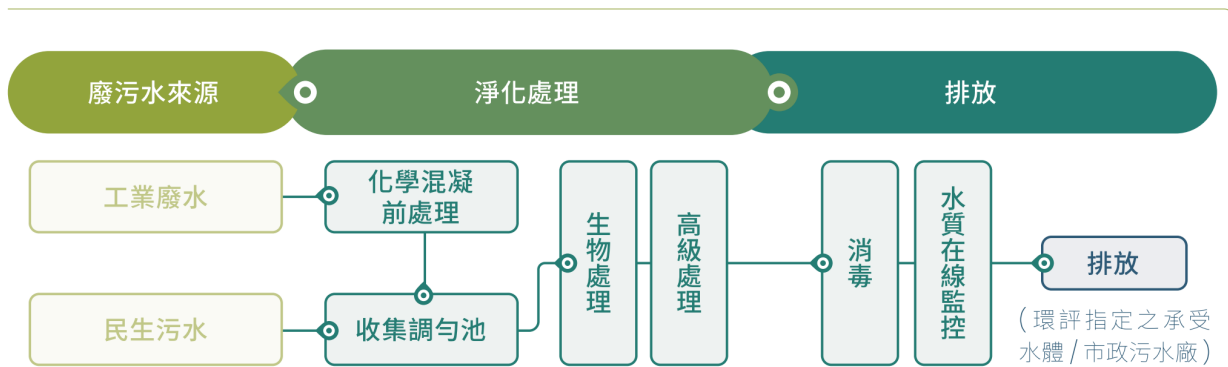 廢污水來源
淨化處理
排放
工業廢水
化學混凝
前處理
民生污水
收集調勻池
生物處理
高級處理
消毒
水質在線監控
排放
(環評指定之承受
水體/市政污水廠)